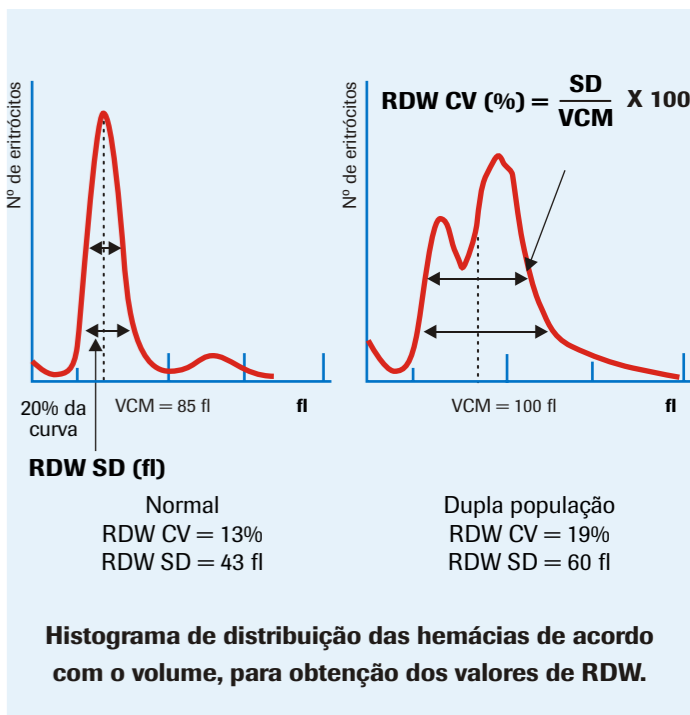 Nº de eritrócitos
20% da
curva
VCM = 85 fl
fl
RDW SD (fl)
Normal
RDW CV = 13%
RDW SD = 43 fl
Nº de eritrócitos
RDW CV (%) = SD
VCM
X 100
VCM = 100 fl
fl
Dupla população
RDW CV = 19%
RDW SD = 60 fl
Histograma de distribuição das hemácias de acordo
com o volume, para obtenção dos valores de RDW.